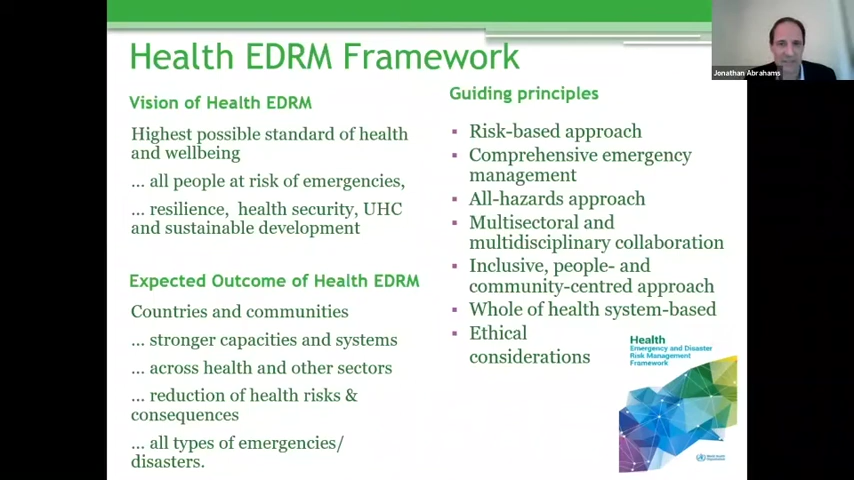 Health EDRM Framework
Jonathan Abrahams
Vision of Health EDRM
Highest possible standard of health
and wellbeing
... all people at risk of emergencies,
... resilience, health security, UHC
and sustainable development
Expected Outcome of Health EDRM
Countries and communities
... stronger capacities and systems
... across health and other sectors
... reduction of health risks &
consequences
... all types of emergencies/
disasters.
Guiding principles
▪ Risk-based approach
▪ Comprehensive emergency
management
▪ All-hazards approach
▪ Multisectoral and
multidisciplinary collaboration
▪ Inclusive, people- and
community-centred approach
▪ Whole of health system-based
▪ Ethical
considerations
Health
Emergency and Disaster
Risk Management
Framework
World Health
Organization